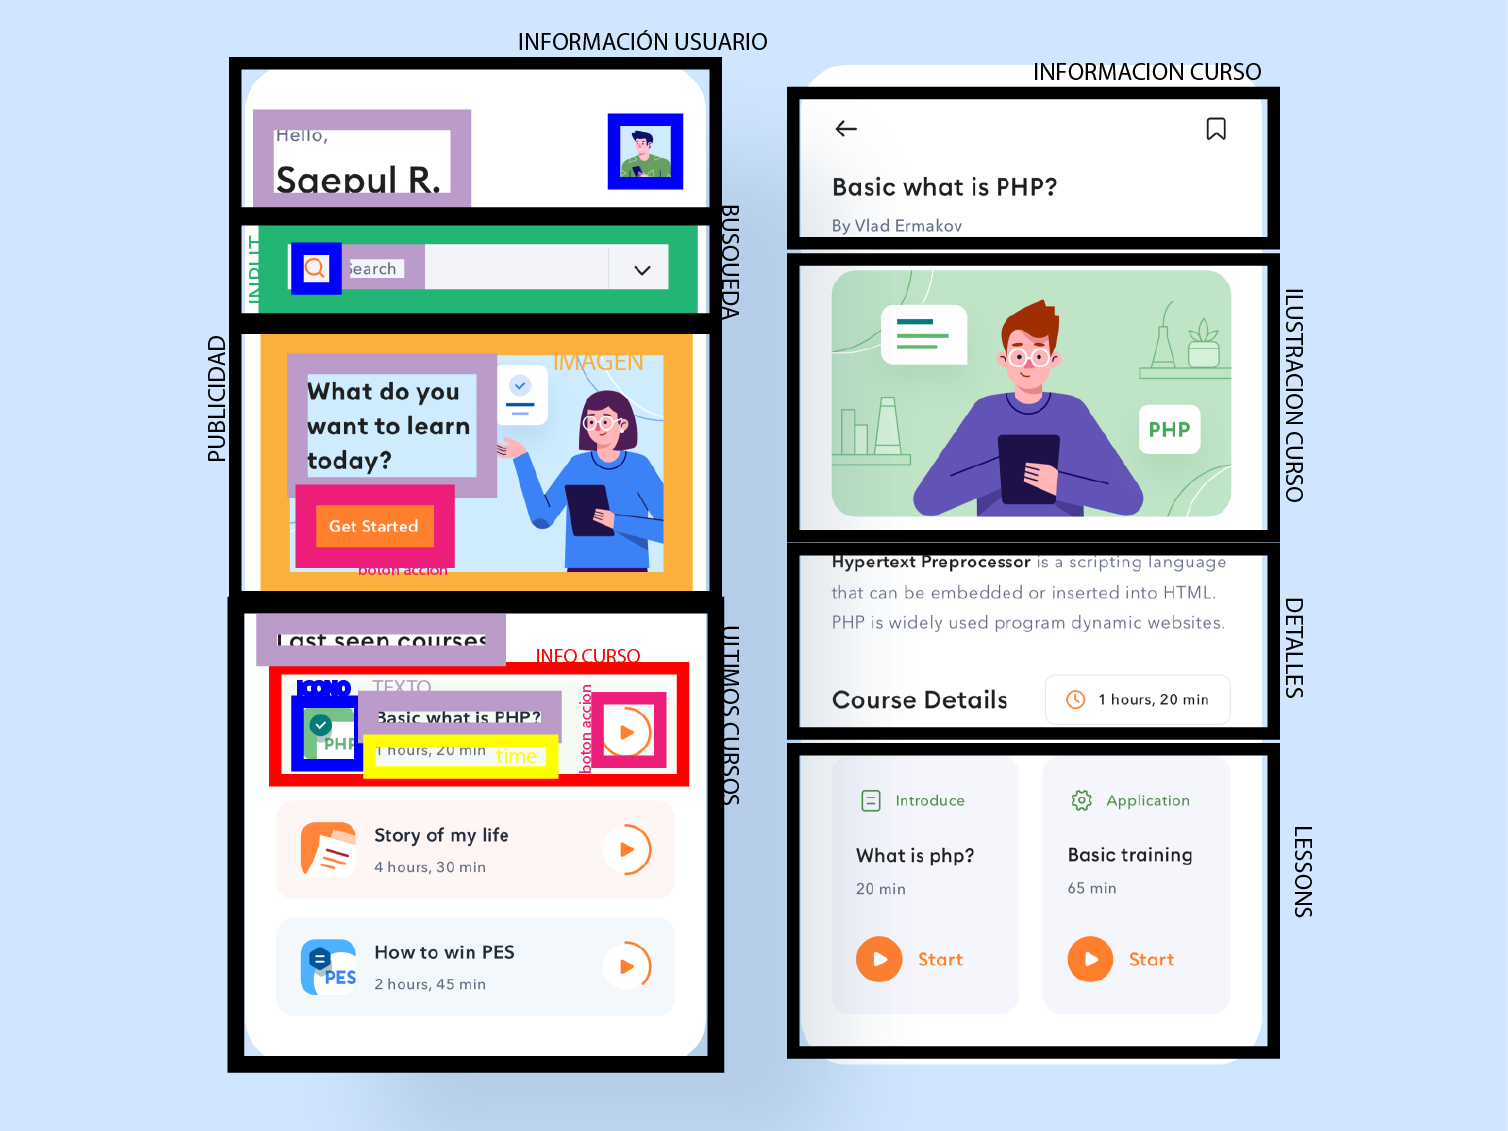 INFORMACIÓN USUARIO
Hello,
Saepul R.
INPUT
Search
BUSQUEDA
PUBLICIDAD
IMAGEN
What do you
want to learn
today?
Get Started
boton accion
Last seen courses
ULTIMOS CURSOS
INFO CURSO
ICONO
TEXTO
PHP
Basic what is PHP?
1 hours, 20 min
time
boton accion
Story of my life
4 hours, 30 min
PES
How to win PES
2 hours, 45 min
INFORMACION CURSO
Basic what is PHP?
By Vlad Ermakov
ILUSTRACION CURSO
PHP
Hypertext Preprocessor is a scripting language
that can be embedded or inserted into HTML.
PHP is widely used program dynamic websites.
DETALLES
Course Details
1 hours, 20 min
LESSONS
Introduce
What is php?
20 min
Start
Application
Basic training
65 min
Start